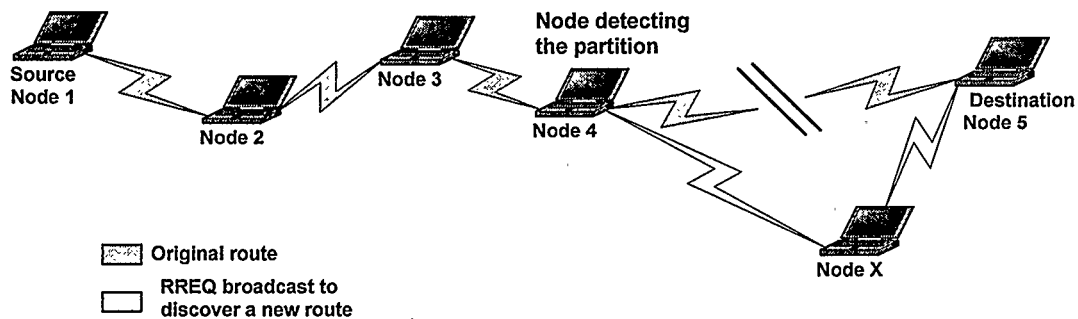 Node detecting
the partition
Source
Node 1
Node 2
Node 3
Node 4
Destination
Node 5
Node X
Original route
RREQ broadcast to
discover a new route